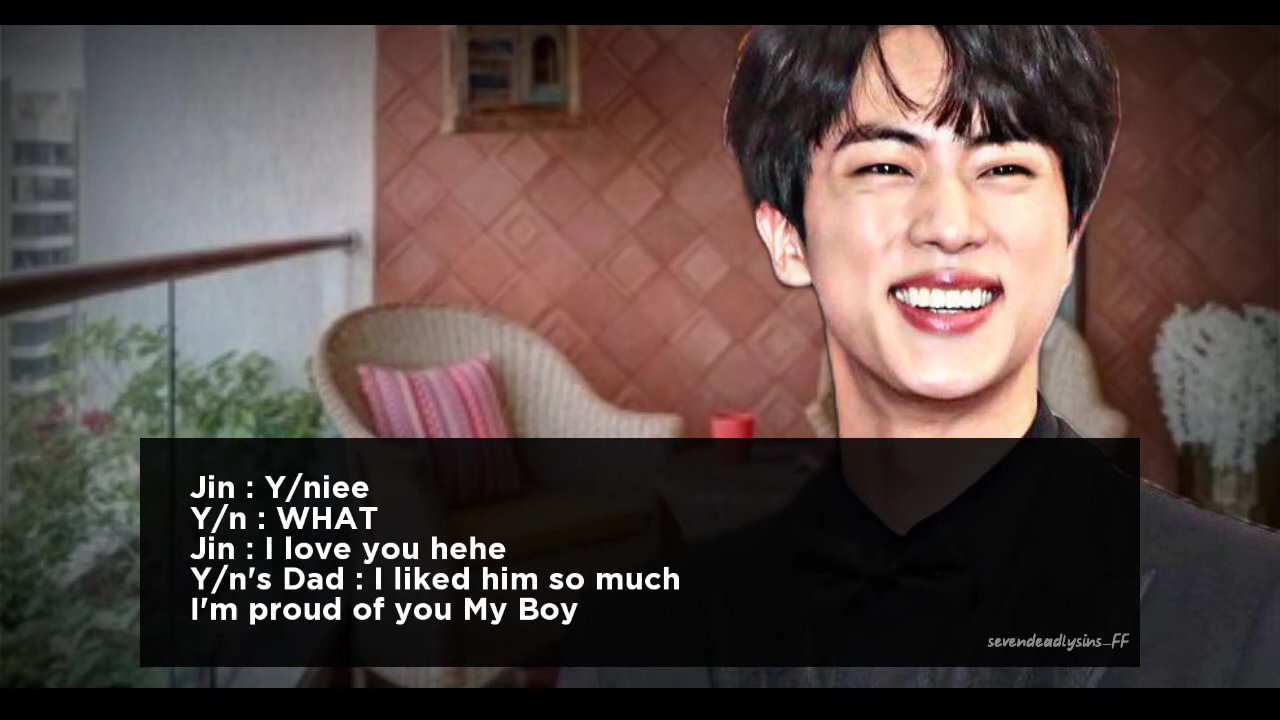 Jin : Y/niee
Y/n : WHAT
Jin : I love you hehe
Y/n's Dad : I liked him so much
I'm proud of you My Boy
sevendeadlysins_FF